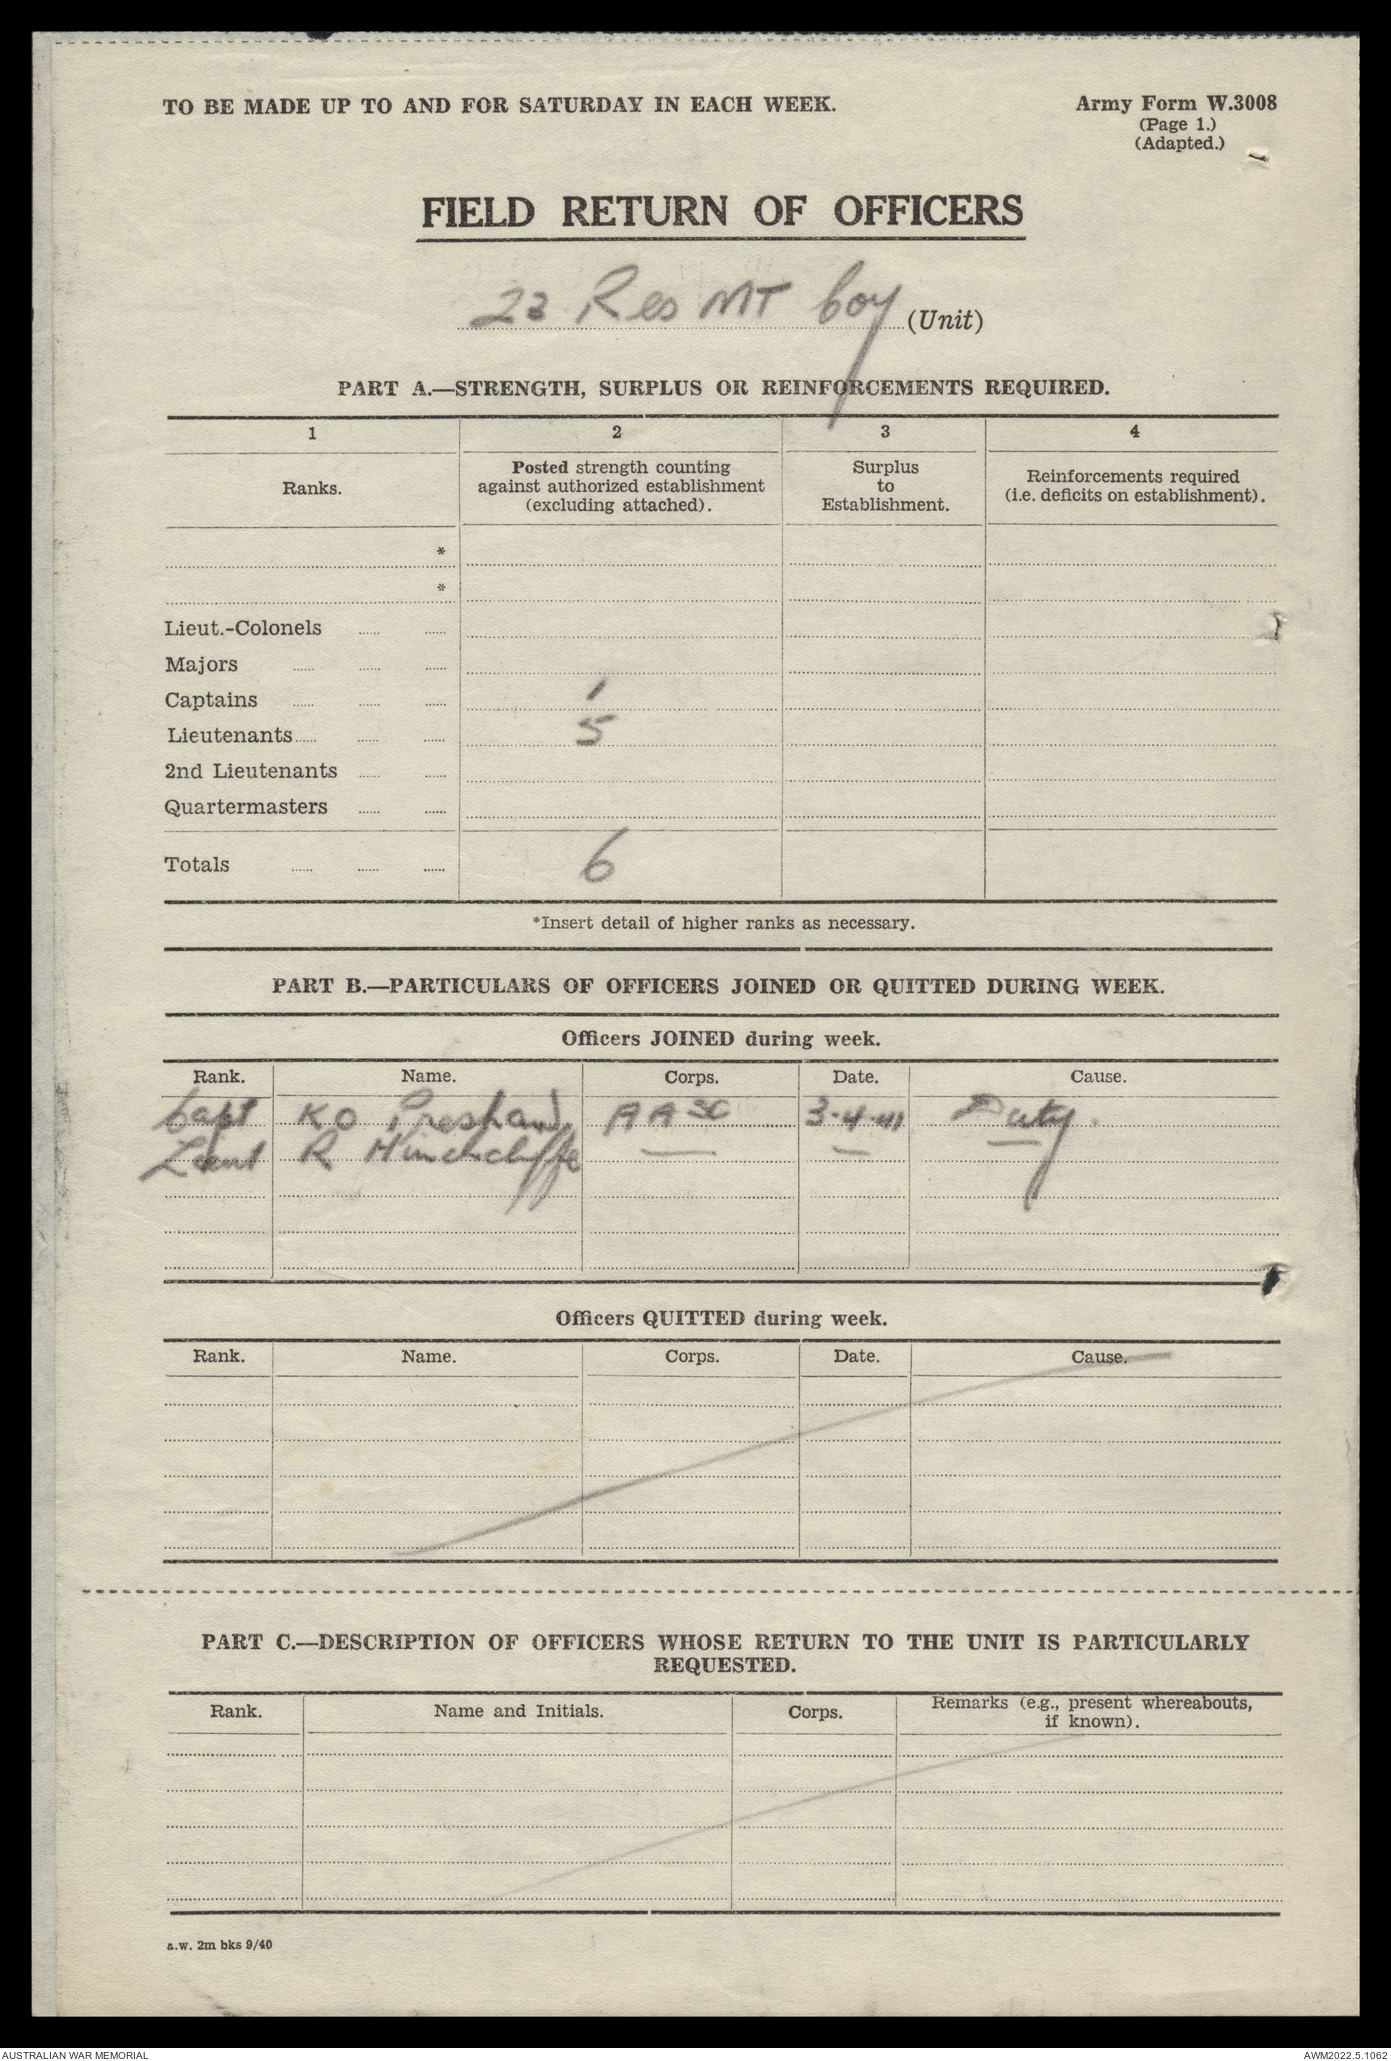 TO BE MADE UP TO AND FOR SATURDAY IN EACH WEEK.
Army Form W.3008
(Page 1.)
(Adapted.)
FIELD RETURN OF OFFICERS
23 Res MT Coy (Unit)
PART A.—STRENGTH, SURPLUS OR REINFORCEMENTS REQUIRED.
1 2 3 4
Ranks.
Posted strength counting
against authorized establishment
(excluding attached).
Surplus
to
Establishment.
Reinforcements required
(i.e. deficits on establishment).
*
*
Lieut.-Colonels
Majors
Captains 1
Lieutenants 5
2nd Lieutenants
Quartermasters
Totals 6
*Insert detail of higher ranks as necessary.
PART B.—PARTICULARS OF OFFICERS JOINED OR QUITTED DURING WEEK.
Officers JOINED during week.
Rank. Name. Corps. Date. Cause.
Capt K O Preshaw AASC 3-4-41 Duty.
Lieut R Hinchcliffe — — —
Officers QUITTED during week.
Rank. Name. Corps. Date. Cause.
PART C.—DESCRIPTION OF OFFICERS WHOSE RETURN TO THE UNIT IS PARTICULARLY
REQUESTED.
Rank. Name and Initials. Corps. Remarks (e.g., present whereabouts,
if known).
a.w. 2m bks 9/40
AUSTRALIAN WAR MEMORIAL
AWM2022.5.1062